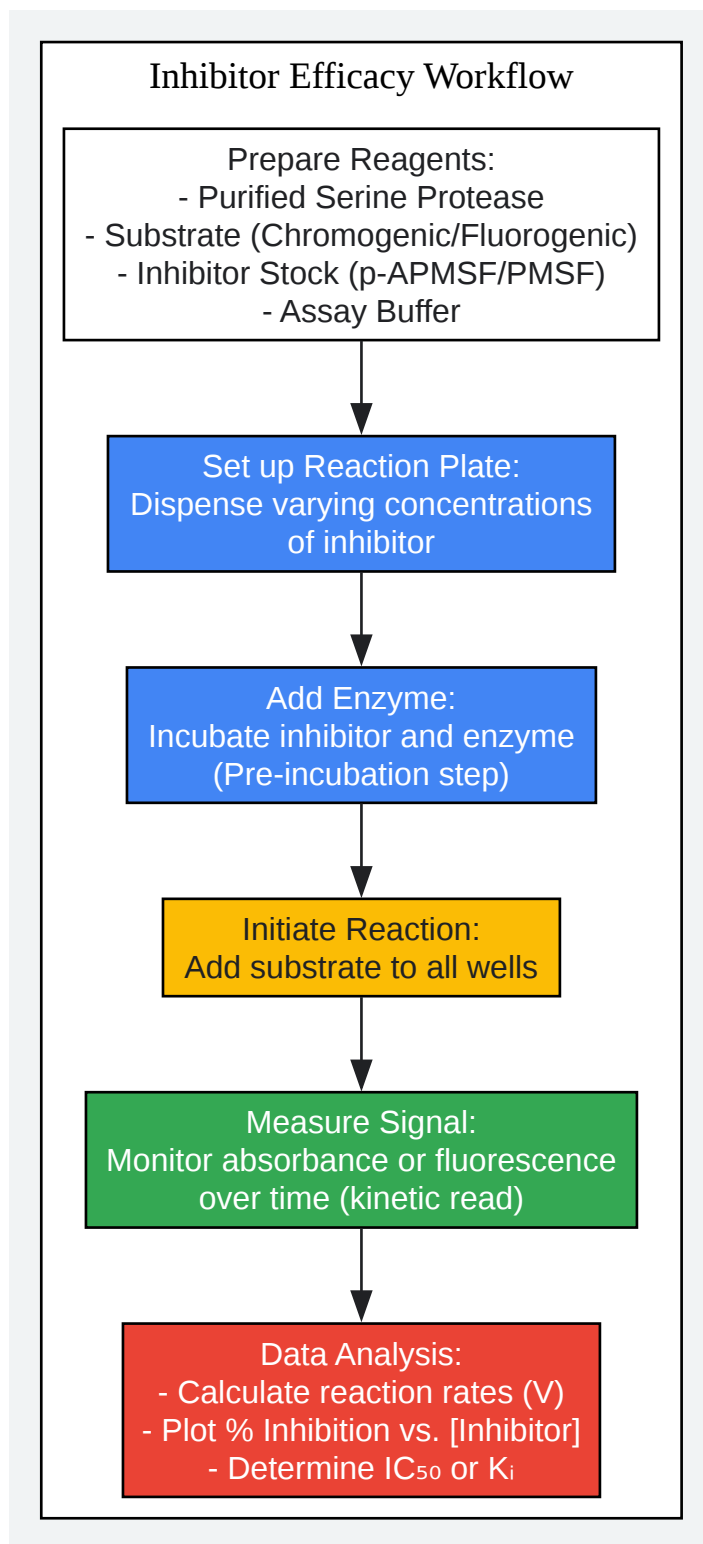 Inhibitor Efficacy Workflow
Prepare Reagents:
- Purified Serine Protease
- Substrate (Chromogenic/Fluorogenic)
- Inhibitor Stock (p-APMSF/PMSF)
- Assay Buffer
Set up Reaction Plate:
Dispense varying concentrations
of inhibitor
Add Enzyme:
Incubate inhibitor and enzyme
(Pre-incubation step)
Initiate Reaction:
Add substrate to all wells
Measure Signal:
Monitor absorbance or fluorescence
over time (kinetic read)
Data Analysis:
- Calculate reaction rates (V)
- Plot % Inhibition vs. [Inhibitor]
- Determine IC₅₀ or Kᵢ